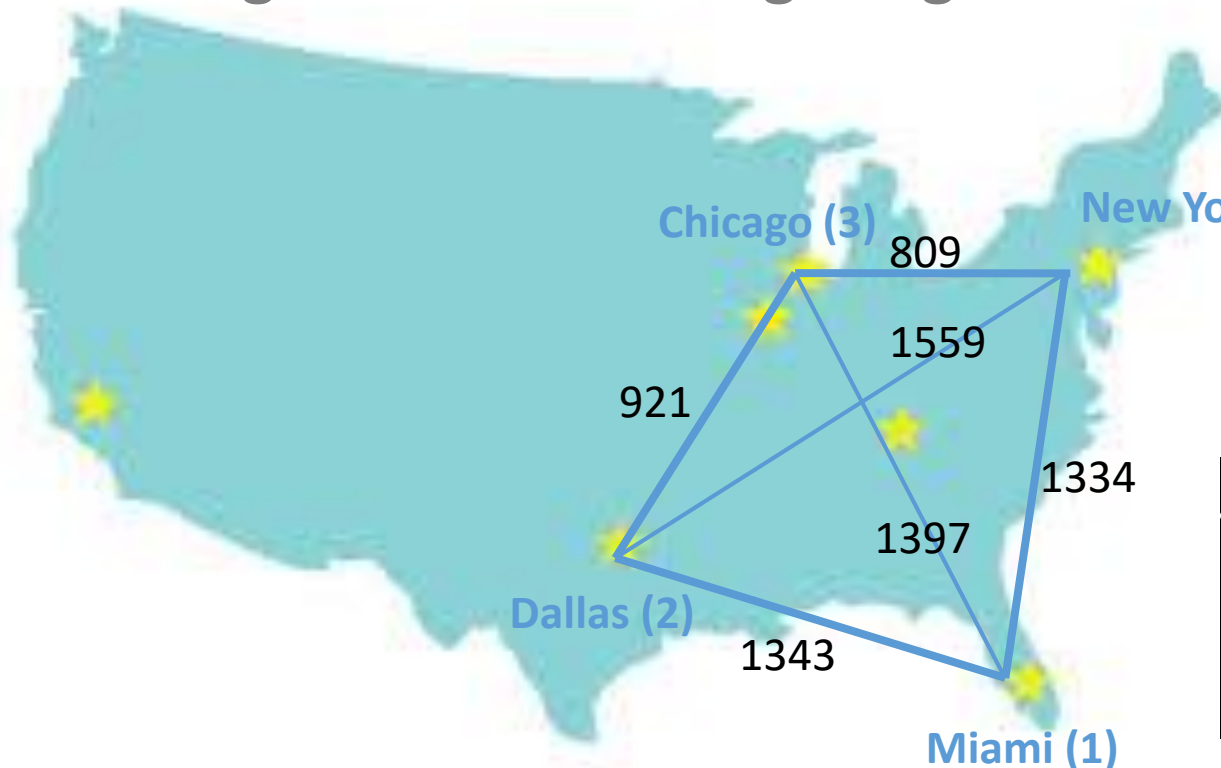 Chicago (3)
New Yo
809
1559
921
1334
1397
Dallas (2)
1343
Miami (1)